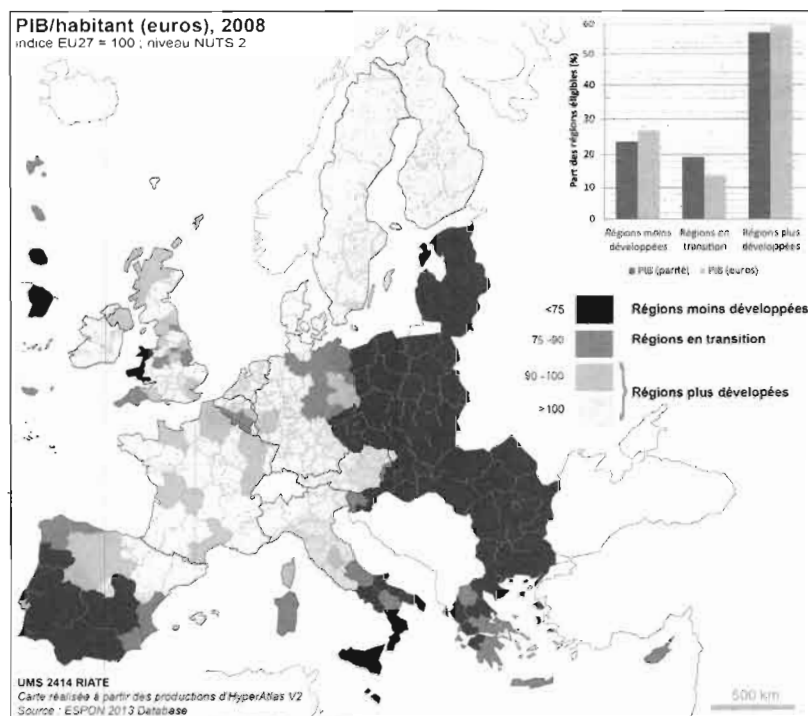 PIB/habitant (euros), 2008
indice EU27 = 100 ; niveau NUTS 2
60
50
40
30
20
10
0
Part des régions éligibles (%)
Régions moins développées
Régions en transition
Régions plus développées
PIB (parité)
PIB (euros)
<75
Régions moins développées
75 -90
Régions en transition
90 -100
Régions plus dévelopées
>100
UMS 2414 RIATE
Carte réalisée à partir des productions d'HyperAtlas V2
Source : ESPON 2013 Database
500 km